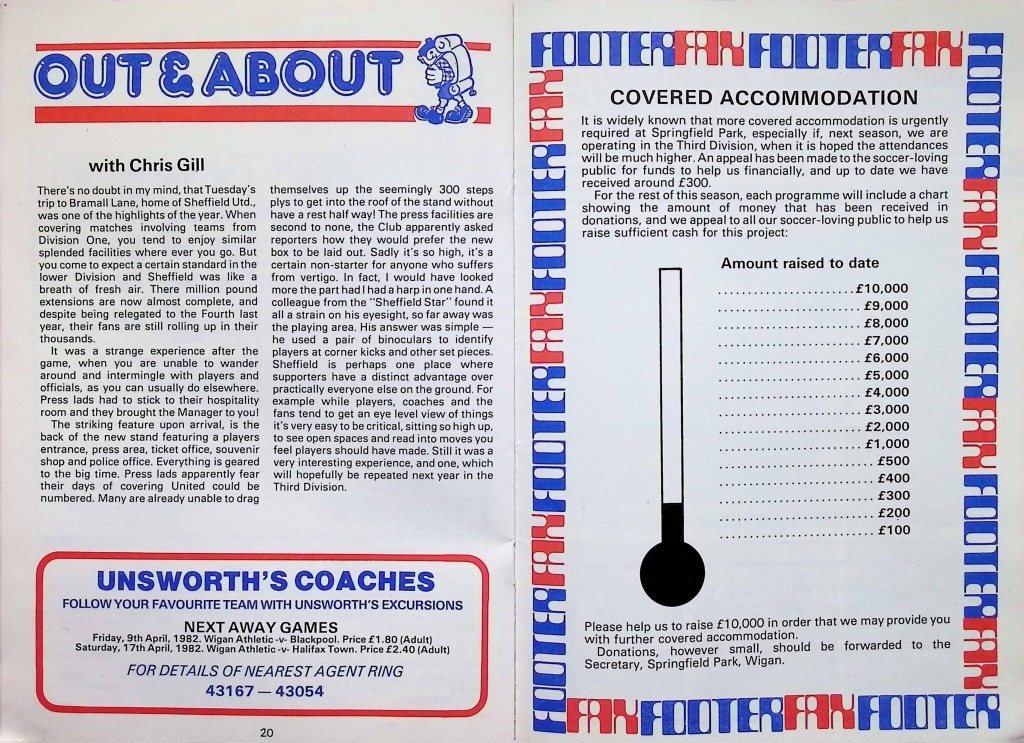 OUT & ABOUT
with Chris Gill
There's no doubt in my mind, that Tuesday's
trip to Bramall Lane, home of Sheffield Utd.,
was one of the highlights of the year. When
covering matches involving teams from
Division One, you tend to enjoy similar
splended facilities where ever you go. But
you come to expect a certain standard in the
lower Division and Sheffield was like a
breath of fresh air. There million pound
extensions are now almost complete, and
despite being relegated to the Fourth last
year, their fans are still rolling up in their
thousands.
It was a strange experience after the
game, when you are unable to wander
around and intermingle with players and
officials, as you can usually do elsewhere.
Press lads had to stick to their hospitality
room and they brought the Manager to you!
The striking feature upon arrival, is the
back of the new stand featuring a players
entrance, press area, ticket office, souvenir
shop and police office. Everything is geared
to the big time. Press lads apparently fear
their days of covering United could be
numbered. Many are already unable to drag
themselves up the seemingly 300 steps
plys to get into the roof of the stand without
have a rest half way! The press facilities are
second to none, the Club apparently asked
reporters how they would prefer the new
box to be laid out. Sadly it's so high, it's a
certain non-starter for anyone who suffers
from vertigo. In fact, I would have looked
more the part had I had a harp in one hand. A
colleague from the "Sheffield Star" found it
all a strain on his eyesight, so far away was
the playing area. His answer was simple —
he used a pair of binoculars to identify
players at corner kicks and other set pieces.
Sheffield is perhaps one place where
supporters have a distinct advantage over
practically everyone else on the ground. For
example while players, coaches and the
fans tend to get an eye level view of things
it's very easy to be critical, sitting so high up,
to see open spaces and read into moves you
feel players should have made. Still it was a
very interesting experience, and one, which
will hopefully be repeated next year in the
Third Division.
UNSWORTH'S COACHES
FOLLOW YOUR FAVOURITE TEAM WITH UNSWORTH'S EXCURSIONS
NEXT AWAY GAMES
Friday, 9th April, 1982. Wigan Athletic -v- Blackpool. Price £1.80 (Adult)
Saturday, 17th April, 1982. Wigan Athletic -v- Halifax Town. Price £2.40 (Adult)
FOR DETAILS OF NEAREST AGENT RING
43167 — 43054
20
FOOTER FAX FOOTER FAX
FOOTER FAX FOOTER FAX FOOTER FAX
FOOTER FAX FOOTER FAX FOOTER FAX
COVERED ACCOMMODATION
It is widely known that more covered accommodation is urgently
required at Springfield Park, especially if, next season, we are
operating in the Third Division, when it is hoped the attendances
will be much higher. An appeal has been made to the soccer-loving
public for funds to help us financially, and up to date we have
received around £300.
For the rest of this season, each programme will include a chart
showing the amount of money that has been received in
donations, and we appeal to all our soccer-loving public to help us
raise sufficient cash for this project:
Amount raised to date
........................£10,000
........................£9,000
........................£8,000
........................£7,000
........................£6,000
........................£5,000
........................£4,000
........................£3,000
........................£2,000
........................£1,000
........................£500
........................£400
........................£300
........................£200
........................£100
Please help us to raise £10,000 in order that we may provide you
with further covered accommodation.
Donations, however small, should be forwarded to the
Secretary, Springfield Park, Wigan.
FOOTER FAX FOOTER FAX FOOTER